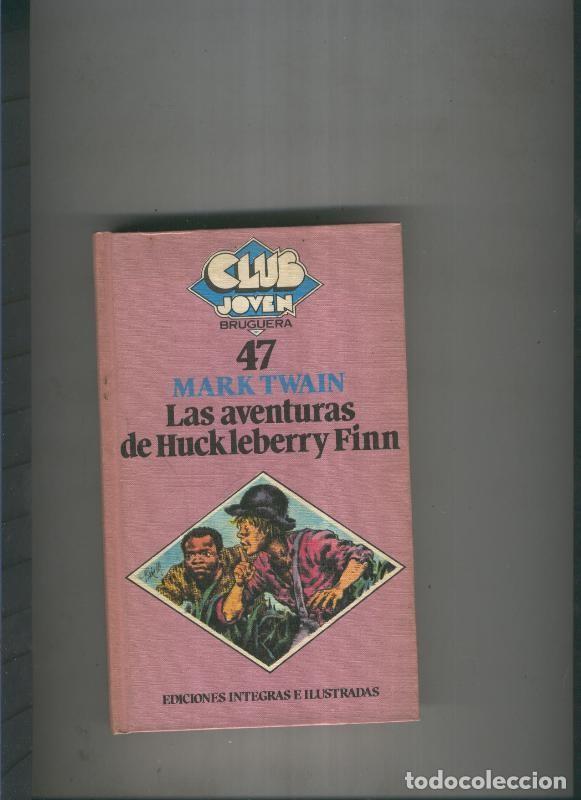 CLUB
JOVEN
BRUGUERA
47
MARK TWAIN
Las aventuras
de Huckleberry Finn
EDICIONES INTEGRAS E ILUSTRADAS
todocoleccion